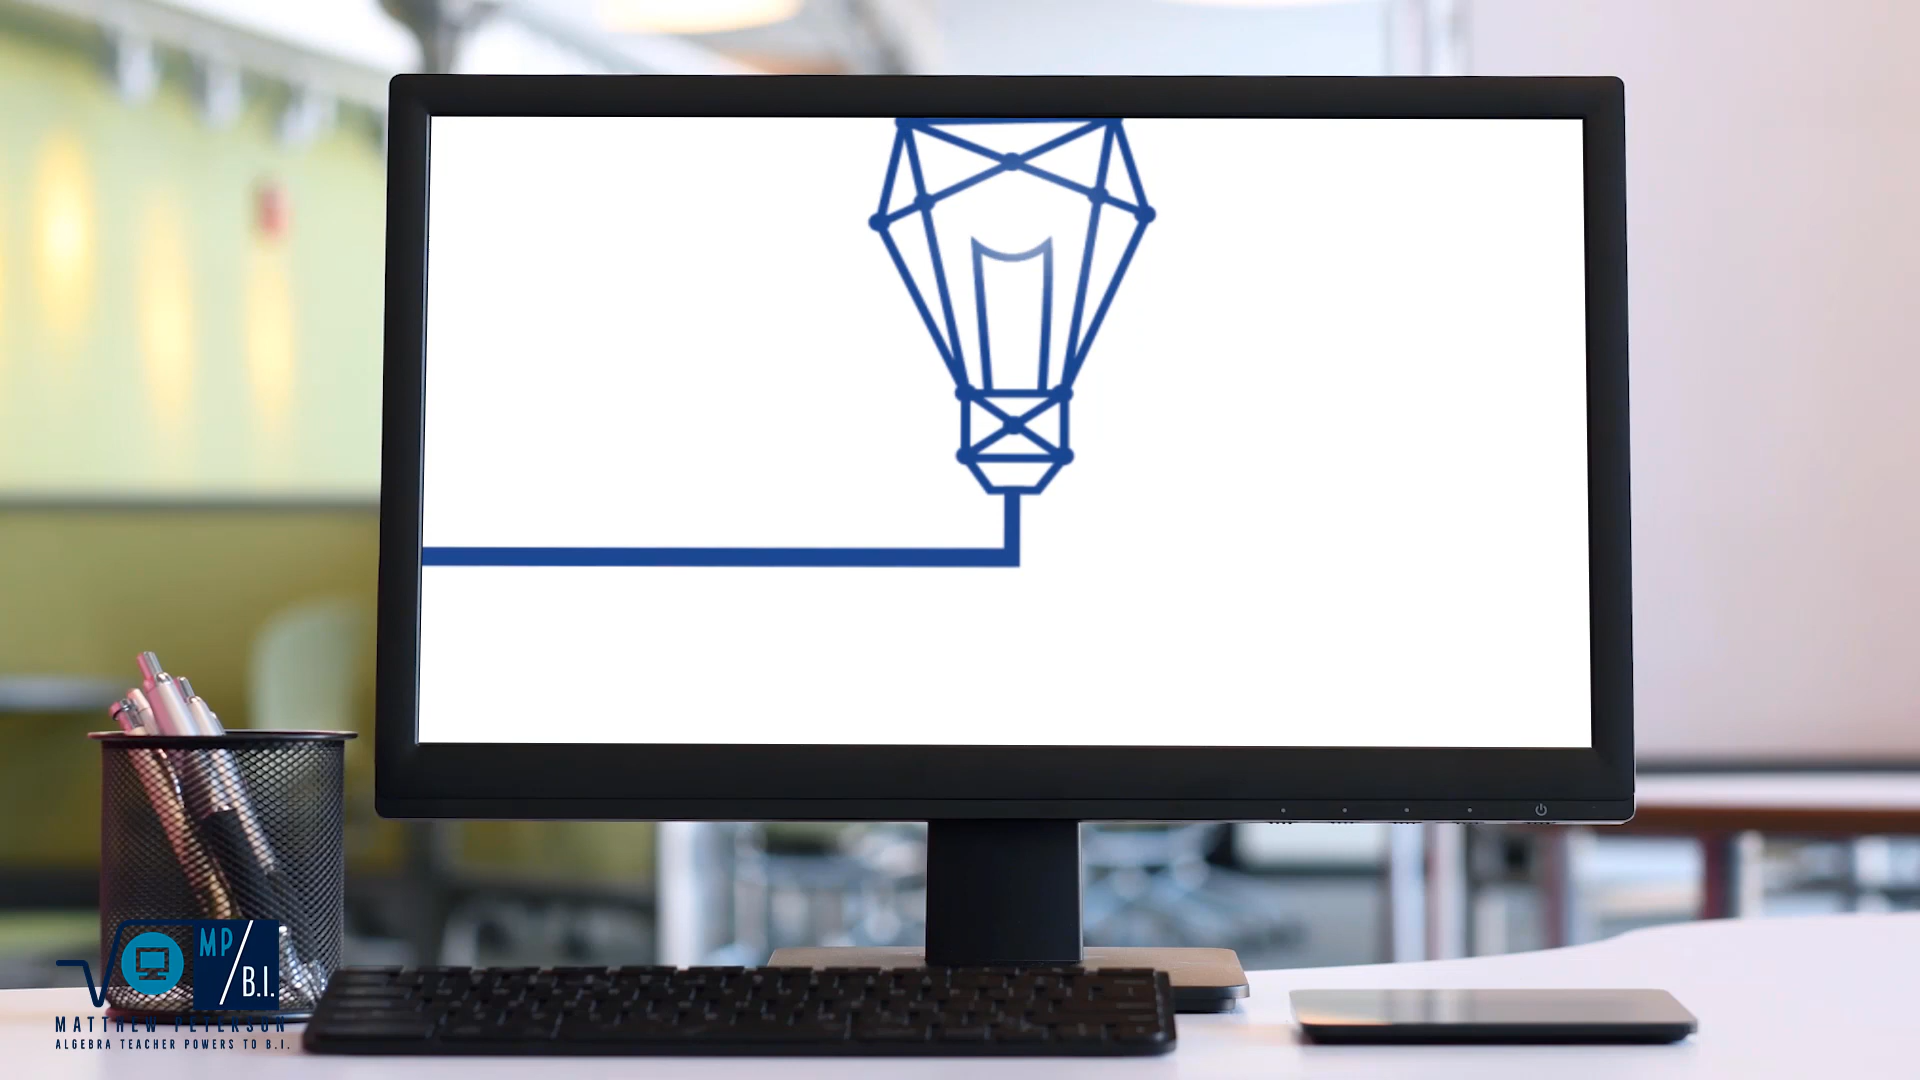 MP
/B.I.
MATTHEW PETERSON
ALGEBRA TEACHER POWERS TO B.I.